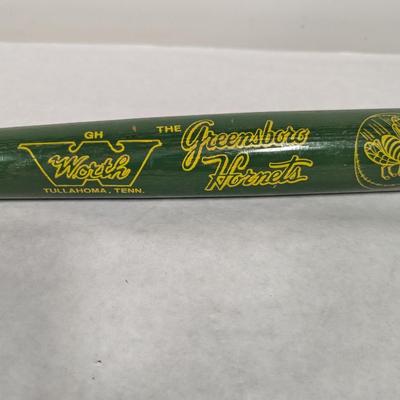 GH
Worth
TULLAHOMA, TENN.
THE Greensboro
Hornets